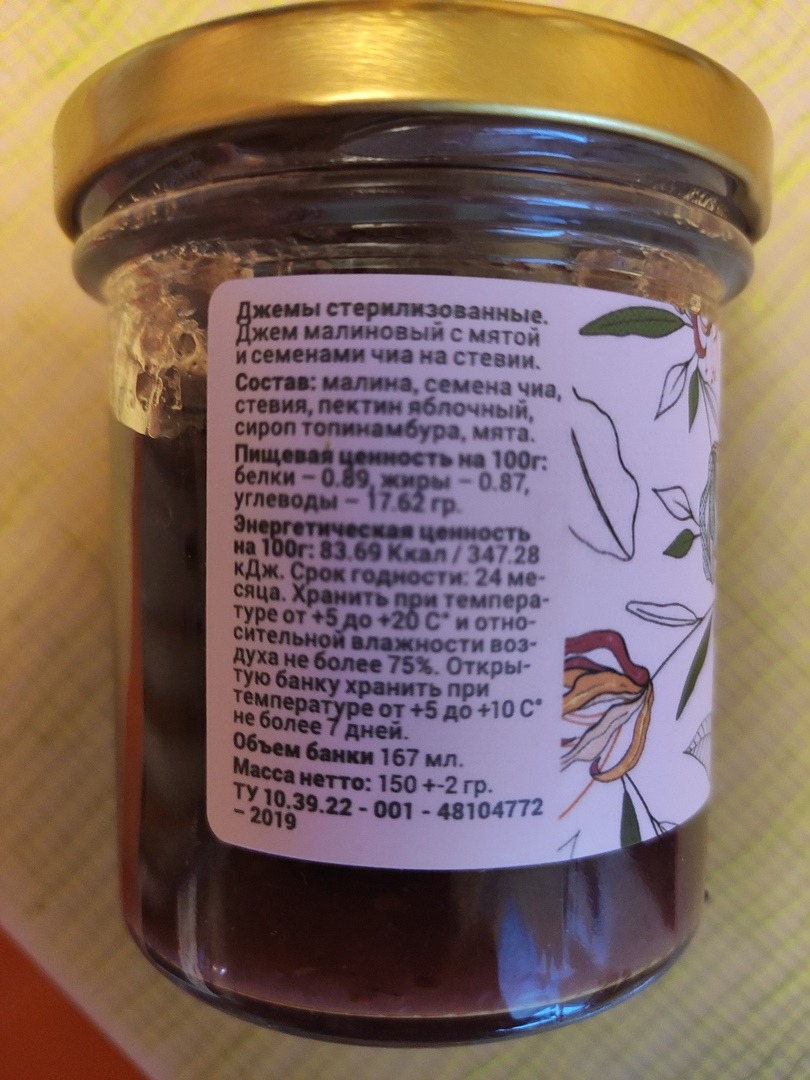 Джемы стерилизованные.
Джем малиновый с мятой
и семенами чиа на стевии.
Состав: малина, семена чиа,
стевия, пектин яблочный,
сироп топинамбура, мята.
Пищевая ценность на 100г:
белки – 0.89, жиры – 0.87,
углеводы – 17.62 гр.
Энергетическая ценность
на 100г: 83.69 Ккал / 347.28
кДж. Срок годности: 24 ме-
сяца. Хранить при темпера-
туре от +5 до +20 С° и отно-
сительной влажности воз-
духа не более 75%. Откры-
тую банку хранить при
температуре от +5 до +10 С°
не более 7 дней.
Объем банки 167 мл.
Масса нетто: 150 +-2 гр.
ТУ 10.39.22 - 001 - 48104772
– 2019